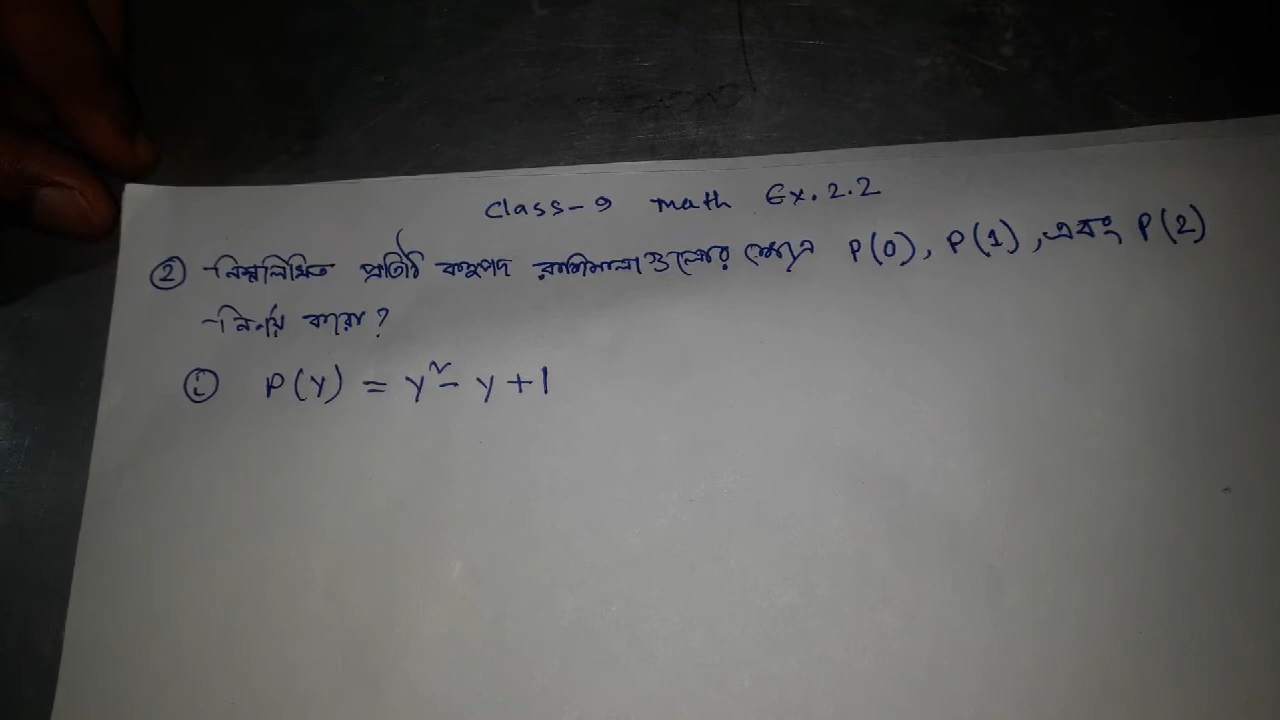 Class-9 math Ex.2.2
② নিম্নলিখিত প্রতিটি বহুপদ রাশিমালাগুলোর ক্ষেত্রে P(0), P(1), এবং P(2)
নির্ণয় করো?
ⓘ P(y) = y² - y + 1